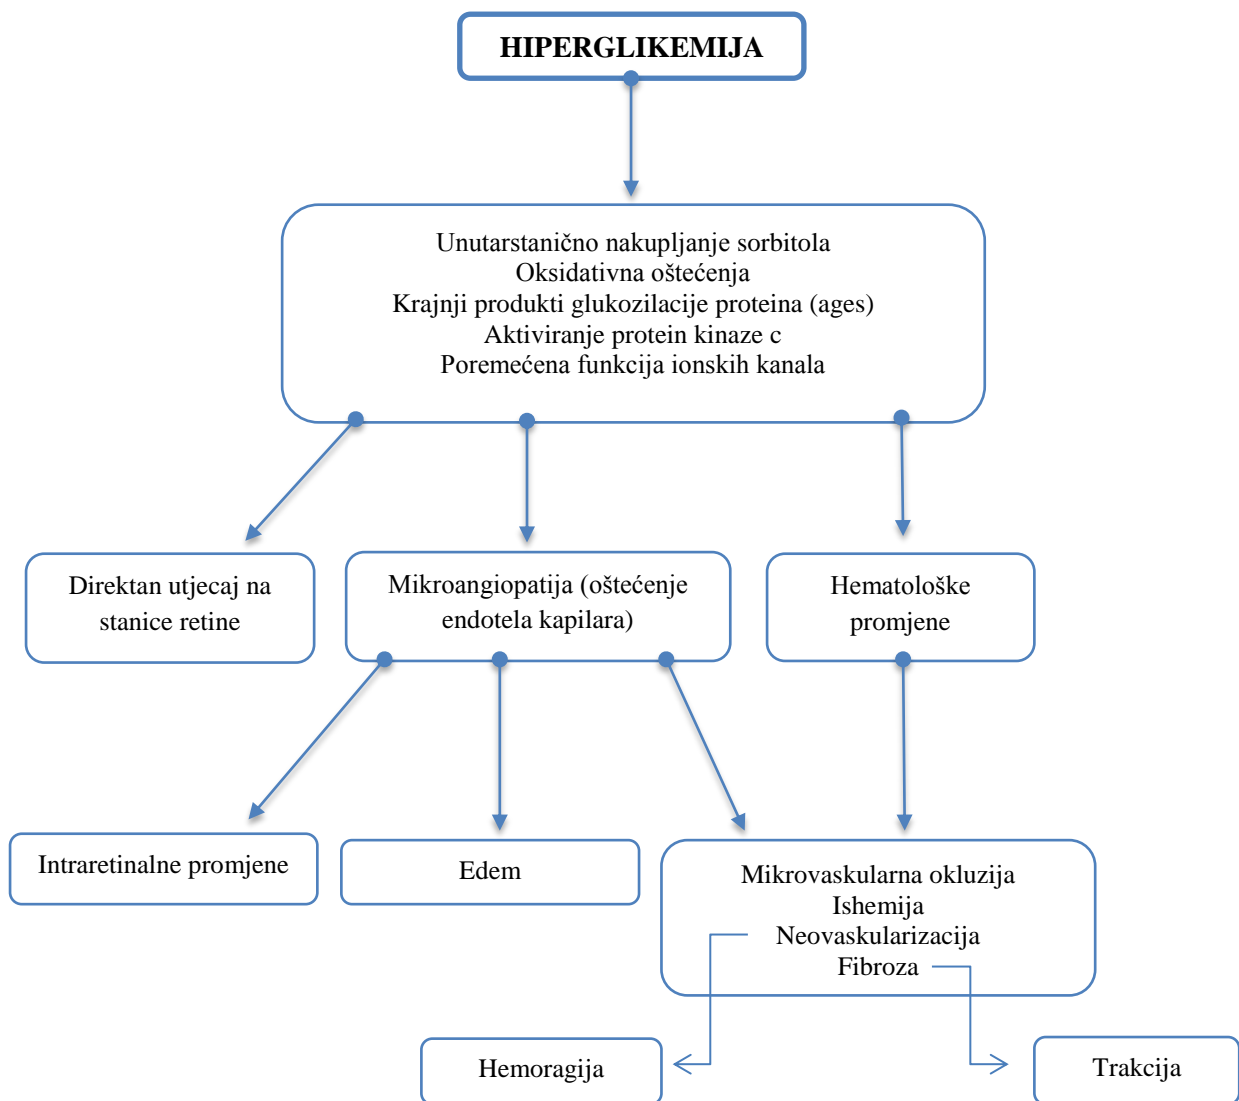 HIPERGLIKEMIJA
Unutarstanično nakupljanje sorbitola
Oksidativna oštećenja
Krajnji produkti glukozilacije proteina (ages)
Aktiviranje protein kinaze c
Poremećena funkcija ionskih kanala
Direktan utjecaj na
stanice retine
Mikroangiopatija (oštećenje
endotela kapilara)
Hematološke
promjene
Intraretinalne promjene
Edem
Mikrovaskularna okluzija
Ishemija
Neovaskularizacija
Fibroza
Hemoragija
Trakcija